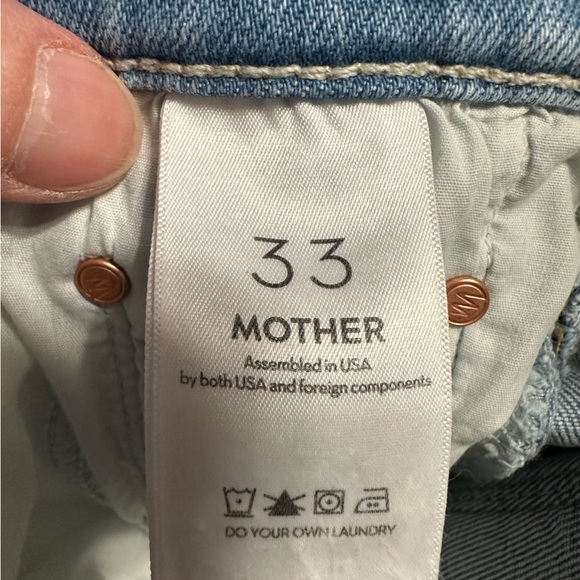 33
MOTHER
Assembled in USA
by both USA and foreign components
DO YOUR OWN LAUNDRY